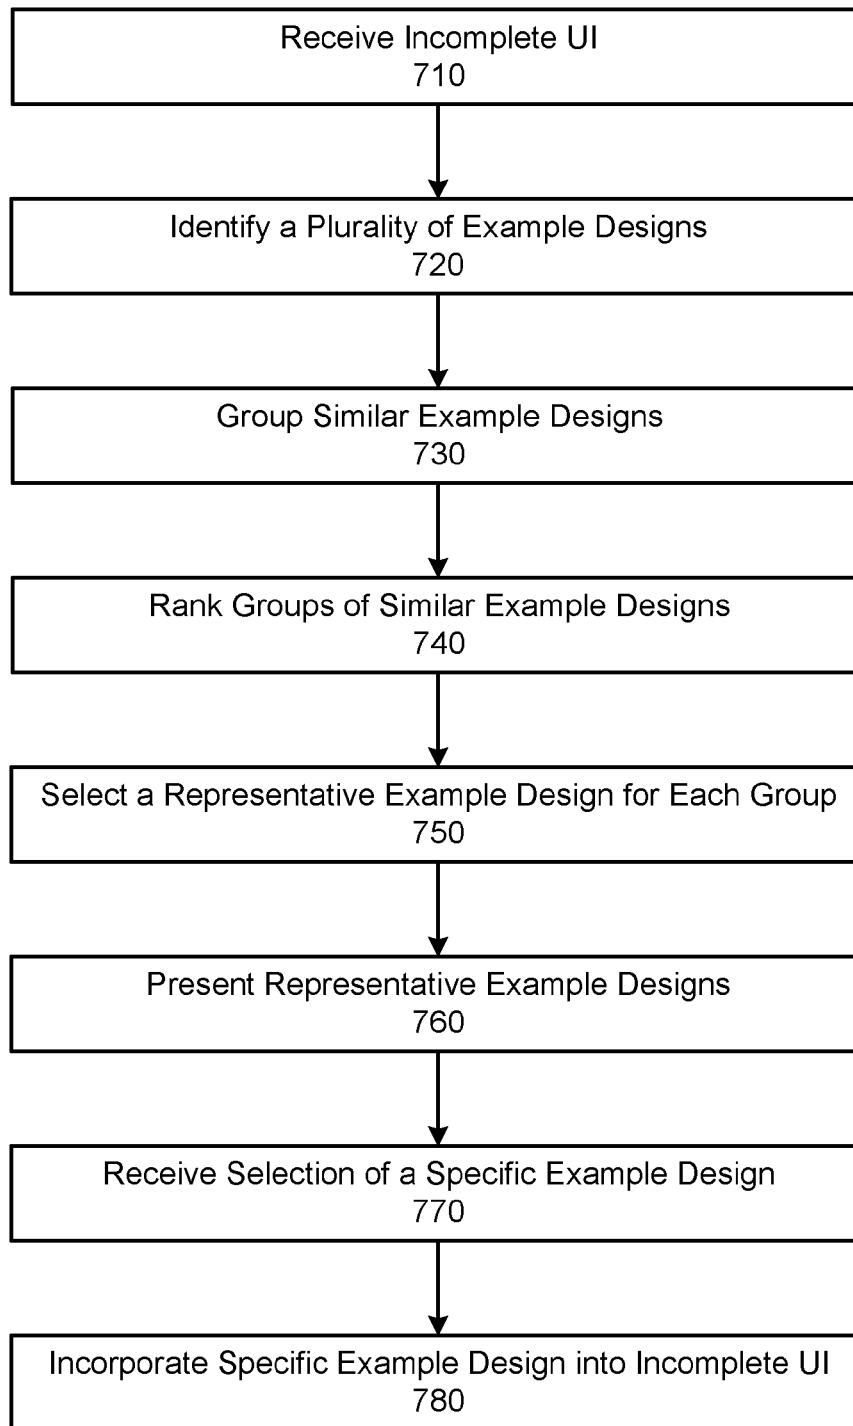 Receive Incomplete UI
710
Identify a Plurality of Example Designs
720
Group Similar Example Designs
730
Rank Groups of Similar Example Designs
740
Select a Representative Example Design for Each Group
750
Present Representative Example Designs
760
Receive Selection of a Specific Example Design
770
Incorporate Specific Example Design into Incomplete UI
780